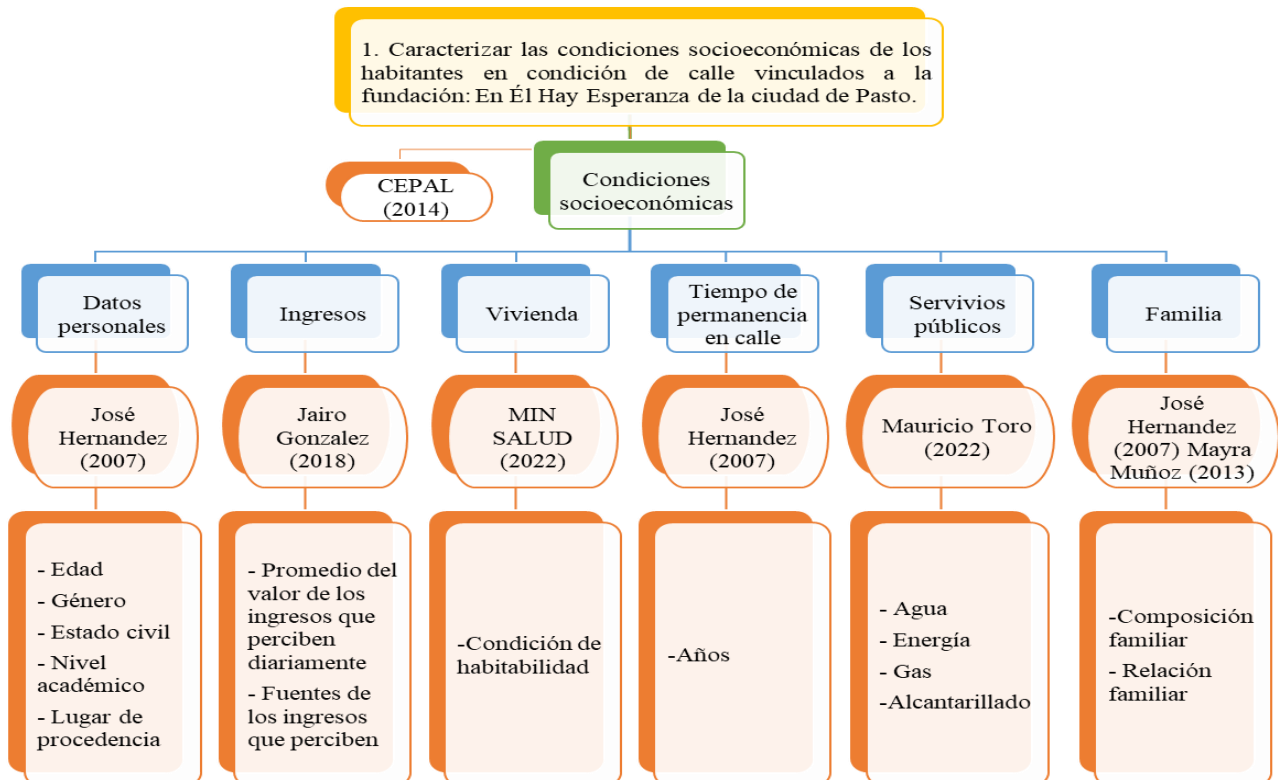 1. Caracterizar las condiciones socioeconómicas de los
habitantes en condición de calle vinculados a la
fundación: En Él Hay Esperanza de la ciudad de Pasto.
CEPAL
(2014)
Condiciones
socioeconómicas
Datos
personales
Ingresos
Vivienda
Tiempo de
permanencia
en calle
Servivios
públicos
Familia
José
Hernandez
(2007)
Jairo
Gonzalez
(2018)
MIN
SALUD
(2022)
José
Hernandez
(2007)
Mauricio Toro
(2022)
José
Hernandez
(2007) Mayra
Muñoz (2013)
- Edad
- Género
- Estado civil
- Nivel
académico
- Lugar de
procedencia
- Promedio del
valor de los
ingresos que
perciben
diariamente
- Fuentes de
los ingresos
que perciben
-Condición de
habitabilidad
-Años
- Agua
- Energía
- Gas
-Alcantarillado
-Composición
familiar
- Relación
familiar